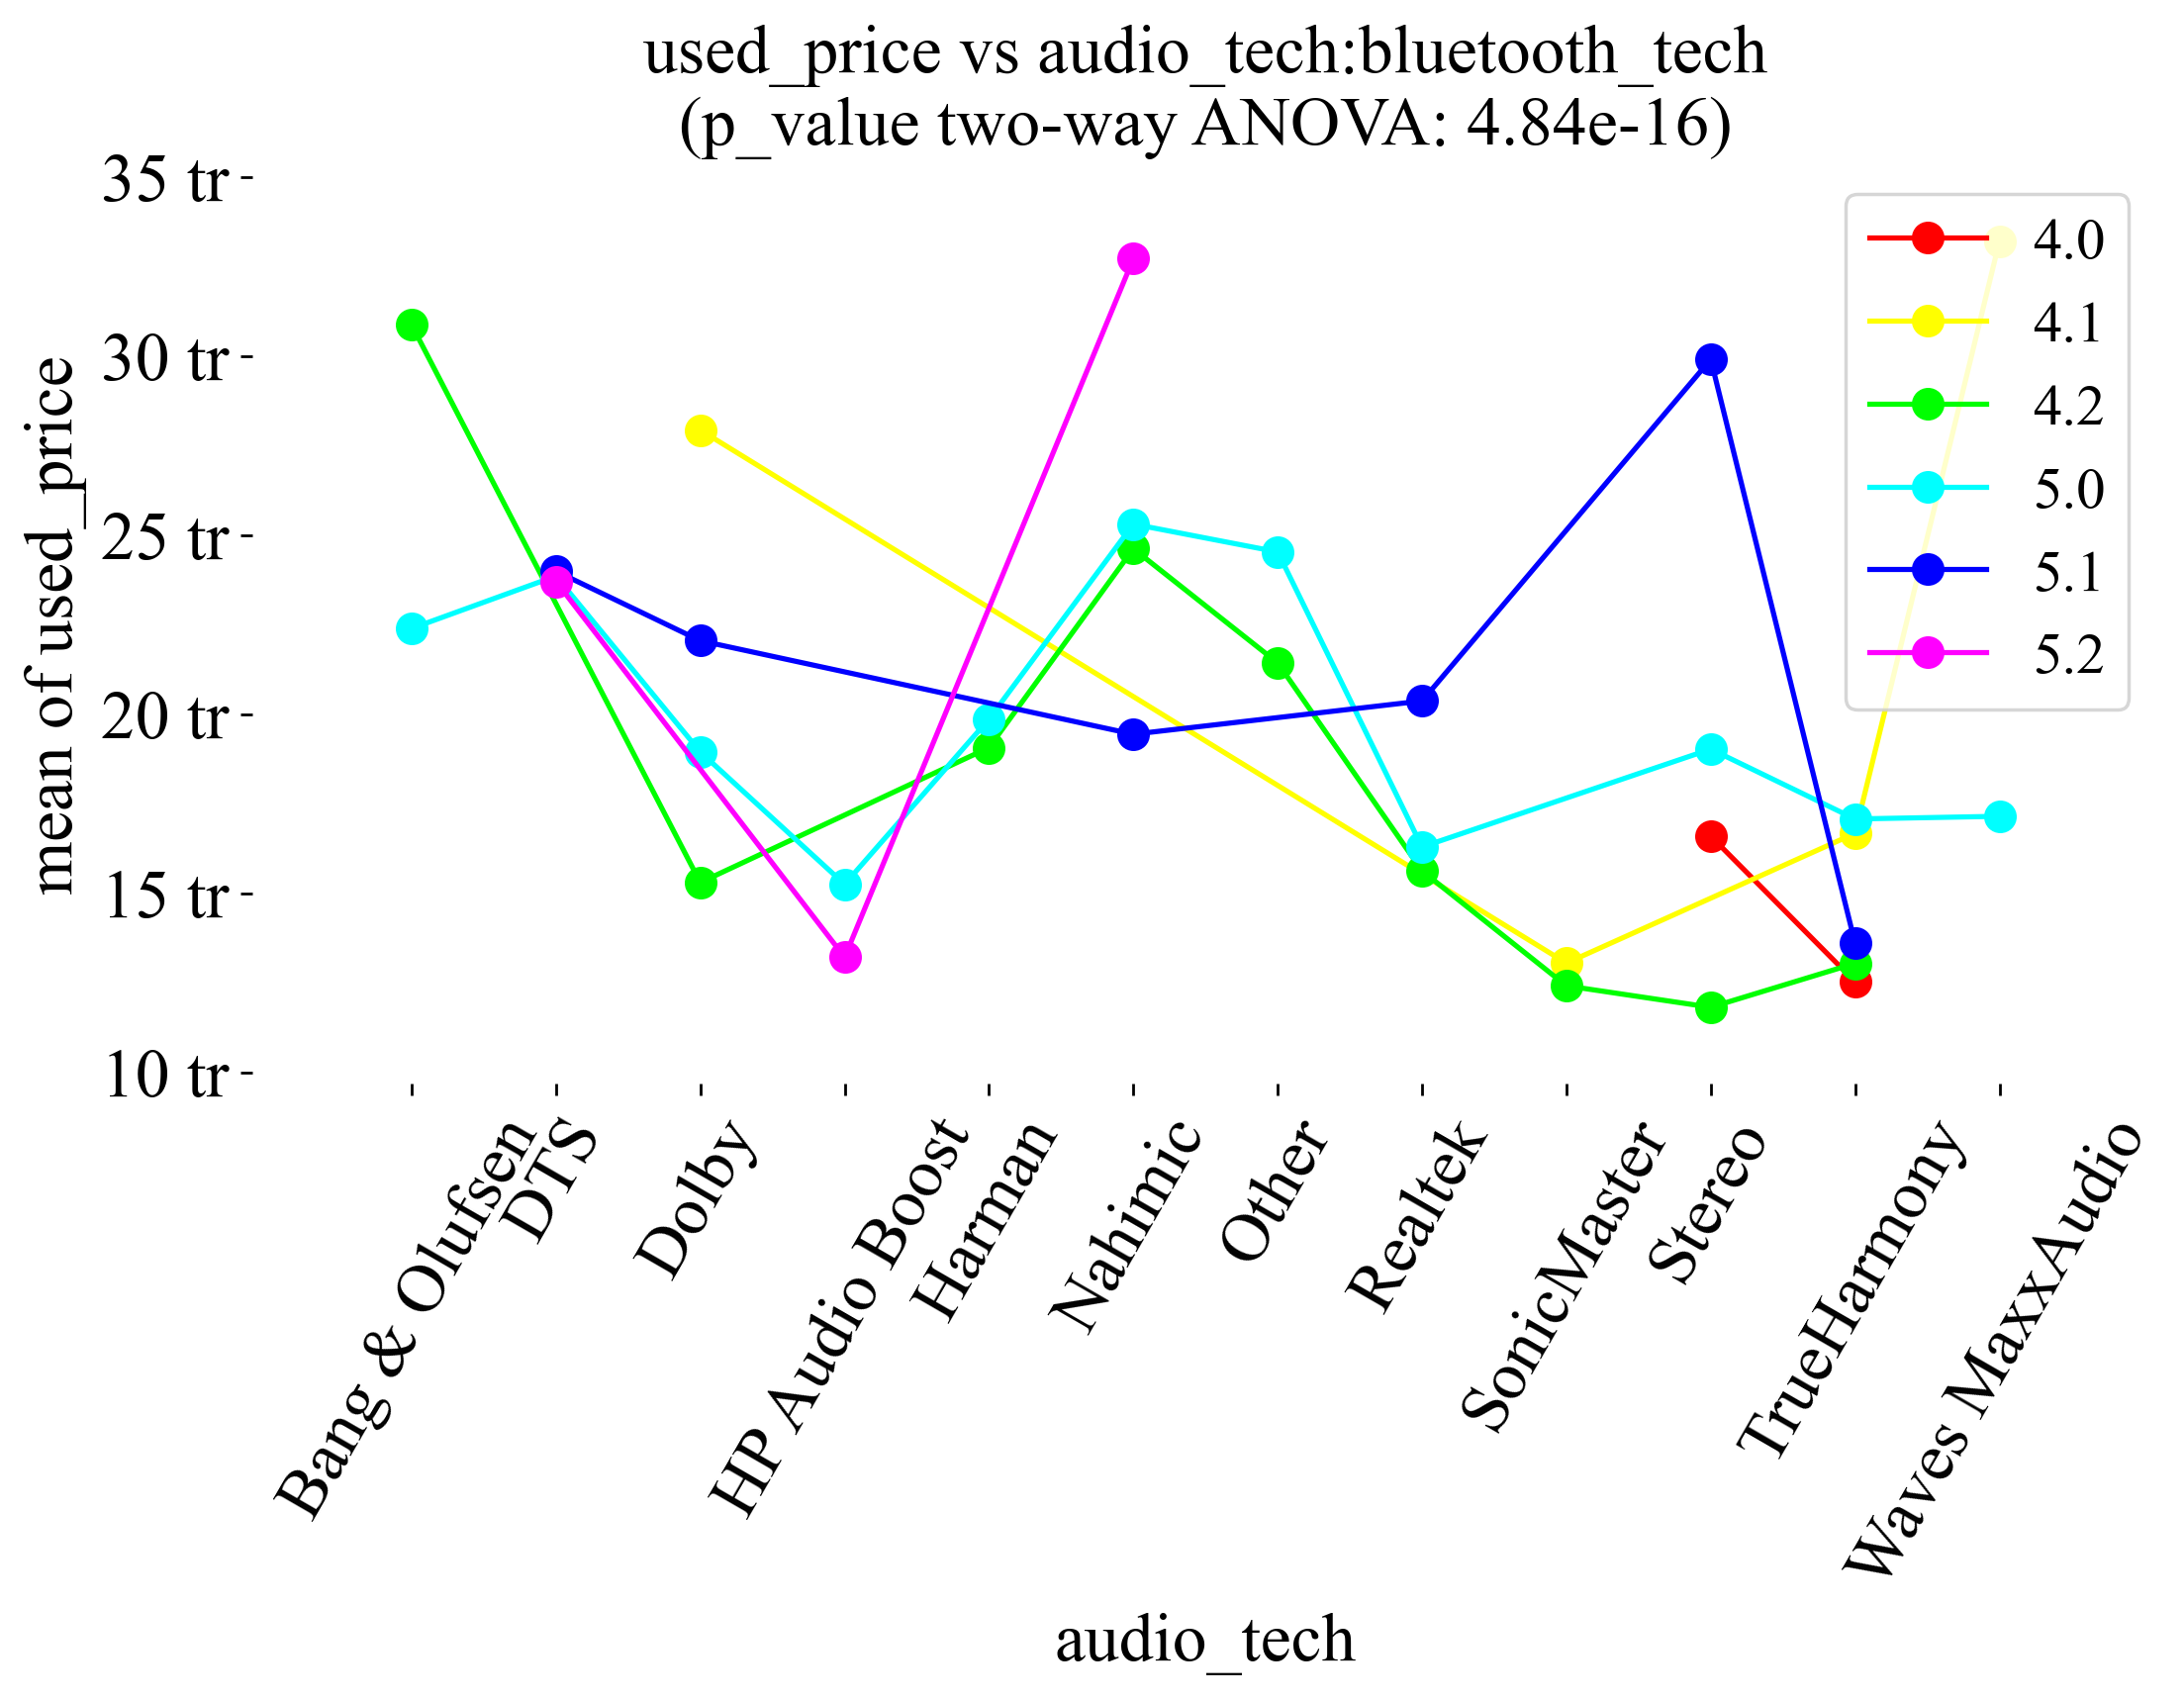 used_price vs audio_tech:bluetooth_tech
(p_value two-way ANOVA: 4.84e-16)
35 tr
30 tr
25 tr
20 tr
15 tr
10 tr
mean of used_price
4.0
4.1
4.2
5.0
5.1
5.2
Bang & Olufsen
DTS
Dolby
HP Audio Boost
Harman
Nahimic
Other
Realtek
SonicMaster
Stereo
TrueHarmony
Waves MaxxAudio
audio_tech